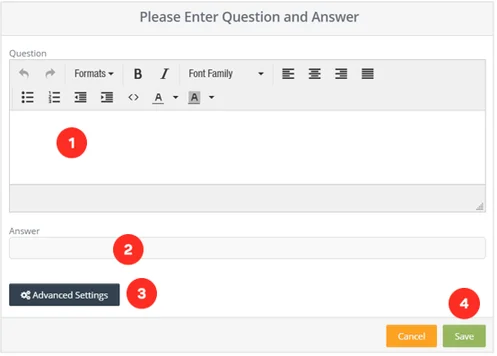 Please Enter Question and Answer
Question
Formats B I Font Family
A A
1
Answer
2
Advanced Settings 3
4
Cancel Save